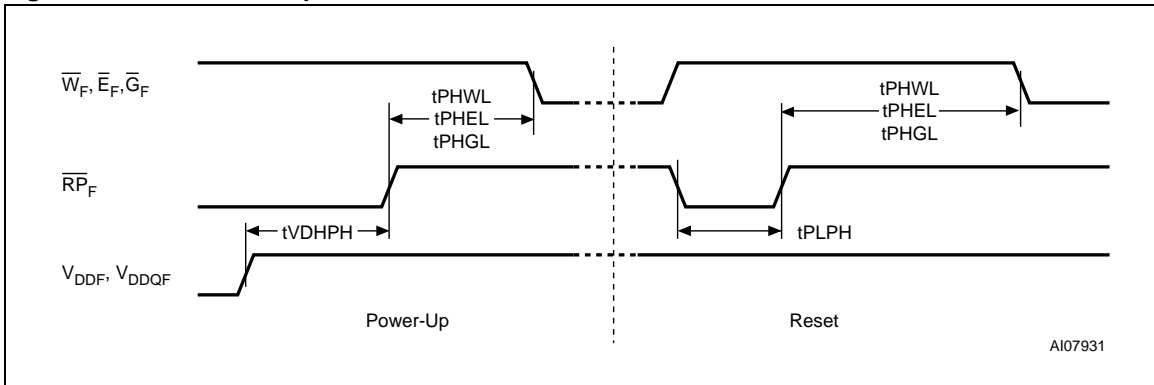 W̅F, E̅F,G̅F
tPHWL
tPHEL
tPHGL
tPHWL
tPHEL
tPHGL
R̅P̅F
tVDHPH
tPLPH
VDDF, VDDQF
Power-Up
Reset
AI07931